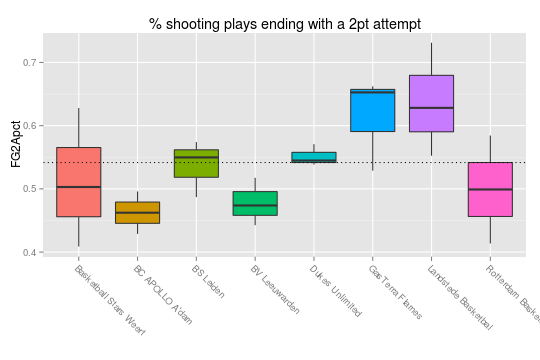 % shooting plays ending with a 2pt attempt
FG2Apct
0.7
0.6
0.5
0.4
Basketball Stars Weert
BC APOLLO A'dam
BS Leiden
BV Leeuwarden
Dukes Unlimited
GasTerra Flames
Landstede Basketbal
Rotterdam Baske